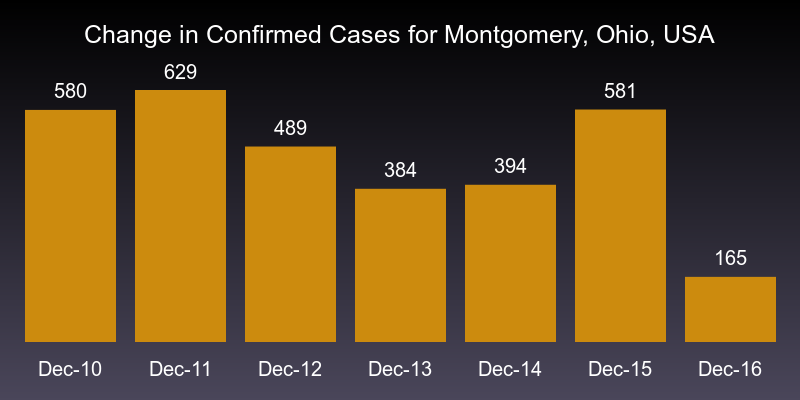 Change in Confirmed Cases for Montgomery, Ohio, USA
580
629
489
384
394
581
165
Dec-10
Dec-11
Dec-12
Dec-13
Dec-14
Dec-15
Dec-16